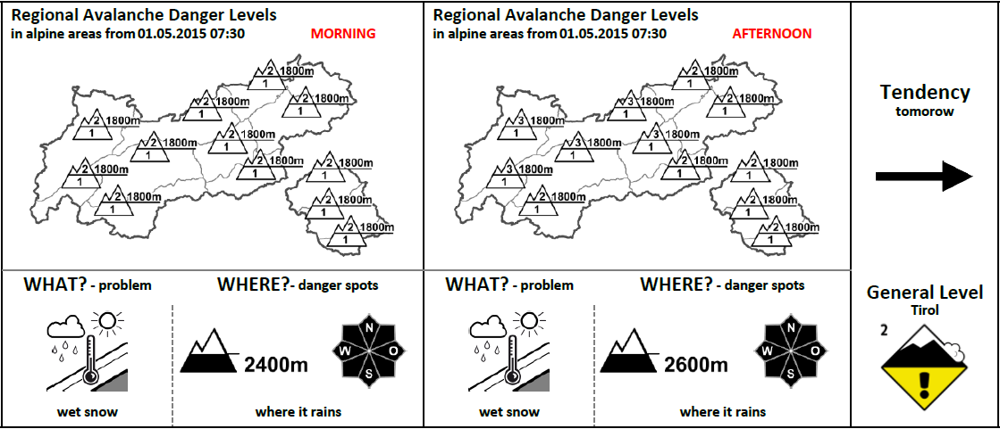 Regional Avalanche Danger Levels
in alpine areas from 01.05.2015 07:30 MORNING
2 1800m
1
2 1800m
1
2 1800m
1
2 1800m
1
2 1800m
1
2 1800m
1
2 1800m
1
2 1800m
1
2 1800m
1
2 1800m
1
2 1800m
1
2 1800m
1
WHAT? - problem
wet snow
WHERE? - danger spots
2400m
N
W O
S
where it rains
Regional Avalanche Danger Levels
in alpine areas from 01.05.2015 07:30 AFTERNOON
2 1800m
1
2 1800m
1
3 1800m
1
3 1800m
1
3 1800m
1
3 1800m
1
2 1800m
1
3 1800m
1
2 1800m
1
2 1800m
1
2 1800m
1
2 1800m
1
WHAT? - problem
wet snow
WHERE? - danger spots
2600m
N
W O
S
where it rains
Tendency
tomorow
General Level
Tirol
2
!